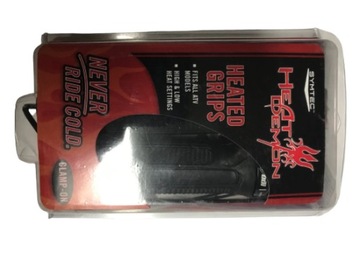 SYMTEC
HEAT
DEMON
HEATED
GRIPS
• FITS ALL ATV
MODELS
• HIGH & LOW
HEAT SETTINGS
NEVER
RIDE COLD.
CLAMP-ON